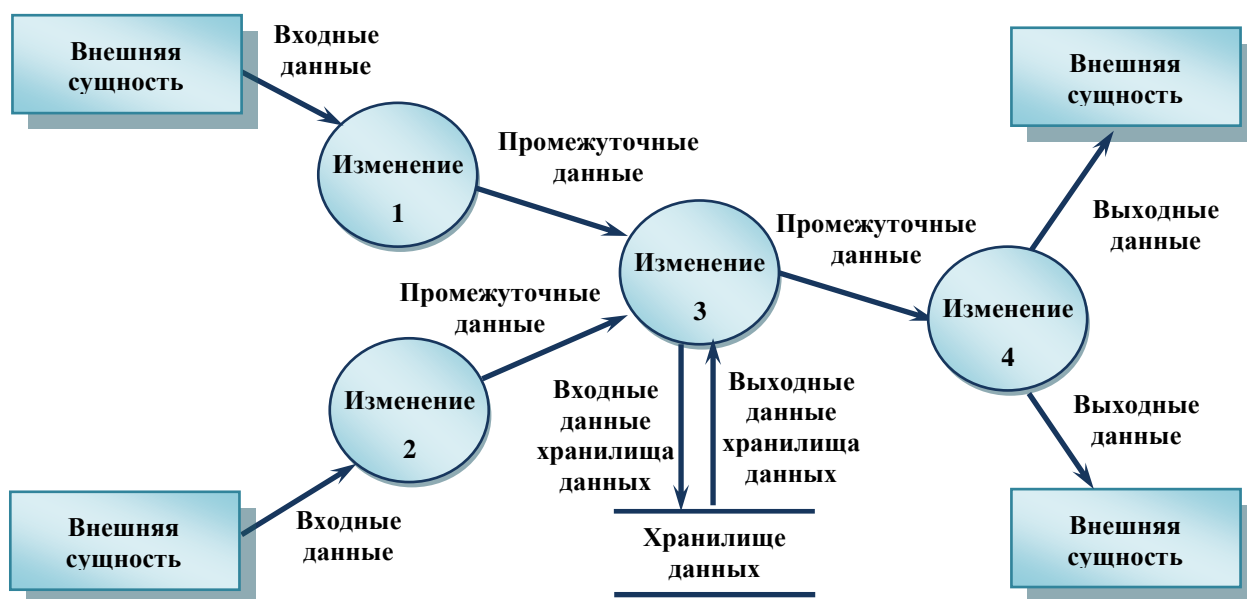 Внешняя
сущность
Входные
данные
Изменение
1
Промежуточные
данные
Внешняя
сущность
Входные
данные
Изменение
2
Промежуточные
данные
Изменение
3
Входные
данные
хранилища
данных
Выходные
данные
хранилища
данных
Хранилище
данных
Промежуточные
данные
Изменение
4
Выходные
данные
Внешняя
сущность
Выходные
данные
Внешняя
сущность